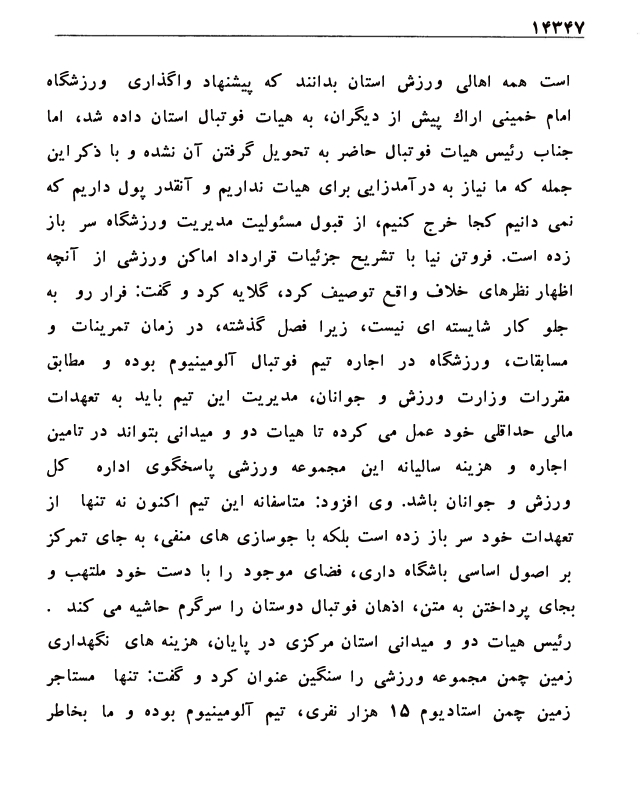 ۱۴۳۴۷
است همه اهالی ورزش استان بدانند که پیشنهاد واگذاری ورزشگاه
امام خمینی اراك پیش از دیگران، به هیات فوتبال استان داده شد، اما
جناب رئیس هیات فوتبال حاضر به تحویل گرفتن آن نشده و با ذکر این
جمله که ما نیاز به درآمدزایی برای هیات نداریم و آنقدر پول داریم که
نمی دانیم کجا خرج کنیم، از قبول مسئولیت مدیریت ورزشگاه سر باز
زده است. فروتن نیا با تشریح جزئیات قرارداد اماکن ورزشی از آنچه
اظهار نظرهای خلاف واقع توصیف کرد، گلایه کرد و گفت: فرار رو به
جلو کار شایسته ای نیست، زیرا فصل گذشته، در زمان تمرینات و
مسابقات، ورزشگاه در اجاره تیم فوتبال آلومینیوم بوده و مطابق
مقررات وزارت ورزش و جوانان، مدیریت این تیم باید به تعهدات
مالی حداقلی خود عمل می کرده تا هیات دو و میدانی بتواند در تامین
اجاره و هزینه سالیانه این مجموعه ورزشی پاسخگوی اداره کل
ورزش و جوانان باشد. وی افزود: متاسفانه این تیم اکنون نه تنها از
تعهدات خود سر باز زده است بلکه با جوسازی های منفی، به جای تمرکز
بر اصول اساسی باشگاه داری، فضای موجود را با دست خود ملتهب و
بجای پرداختن به متن، اذهان فوتبال دوستان را سرگرم حاشیه می کند .
رئیس هیات دو و میدانی استان مرکزی در پایان، هزینه های نگهداری
زمین چمن مجموعه ورزشی را سنگین عنوان کرد و گفت: تنها مستاجر
زمین چمن استادیوم ۱۵ هزار نفری، تیم آلومینیوم بوده و ما بخاطر